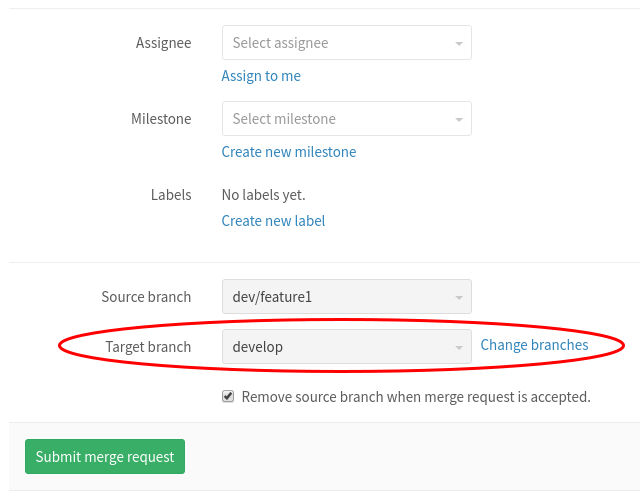 Assignee Select assignee
Assign to me
Milestone Select milestone
Create new milestone
Labels No labels yet.
Create new label
Source branch dev/feature1
Target branch develop Change branches
Remove source branch when merge request is accepted.
Submit merge request